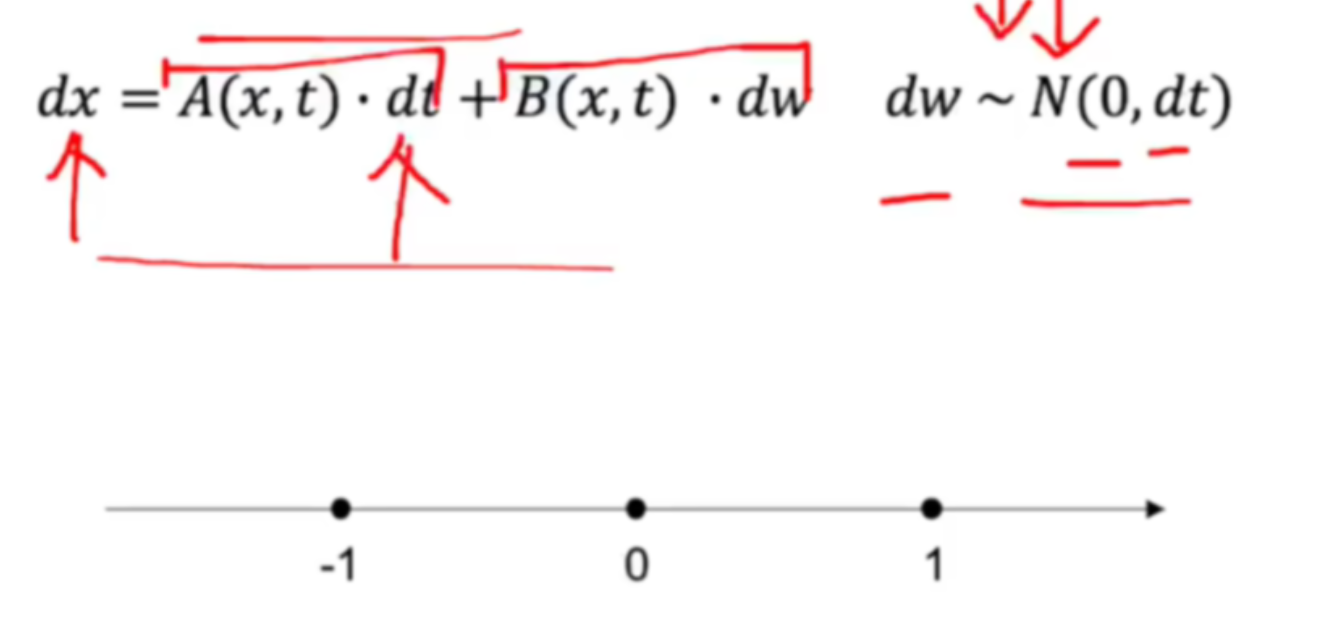 dx = A(x, t) · dt + B(x, t) · dw dw ~ N(0, dt)
-1 0 1